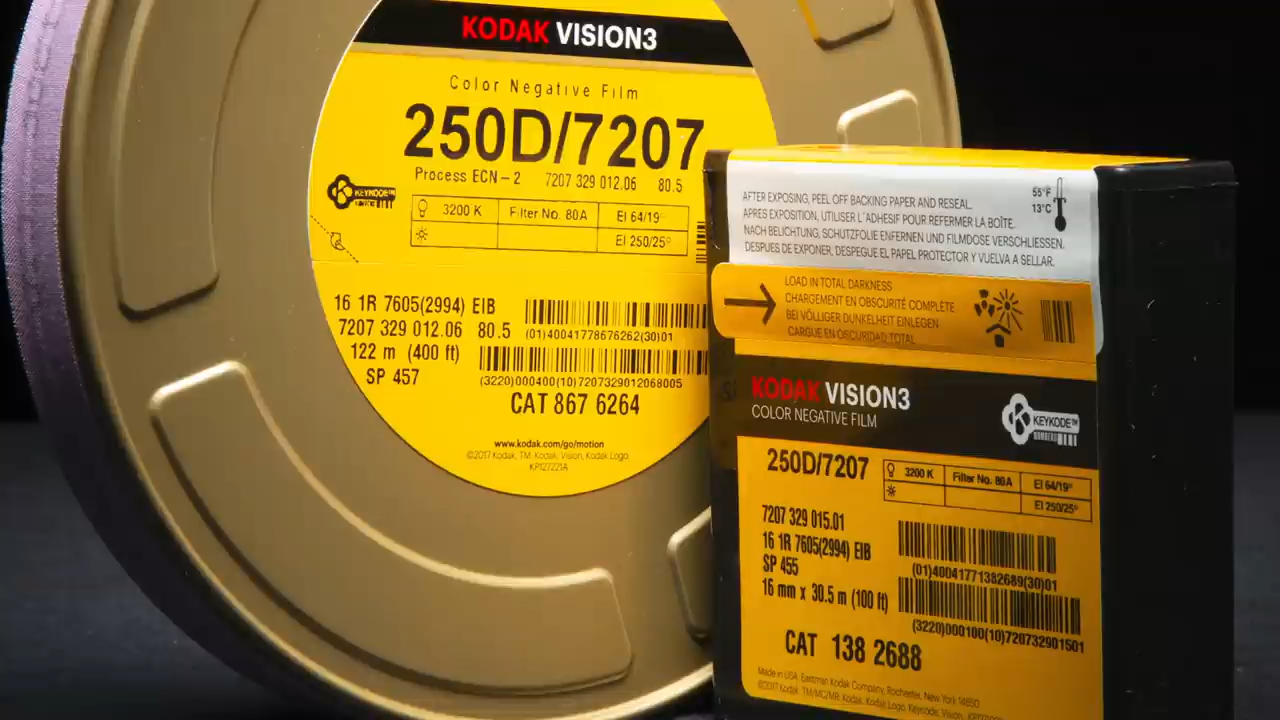 KODAK VISION3
Color Negative Film
250D/7207
Process ECN-2 7207 329 012.06 80.5
KEYKODE™
3200 K Filter No. 80A EI 64/19°
EI 250/25°
16 1R 7605(2994) EIB
7207 329 012.06 80.5
(01)40041778676262(30)01
122 m (400 ft)
SP 457
(3220)000400(10)7207329012068005
CAT 867 6264
www.kodak.com/go/motion
©2017 Kodak, TM: Kodak, Vision, Kodak Logo
KP127221A
AFTER EXPOSING, PEEL OFF BACKING PAPER AND RESEAL.
APRES EXPOSITION, UTILISER L'ADHESIF POUR REFERMER LA BOÎTE.
NACH BELICHTUNG, SCHUTZFOLIE ENFERNEN UND FILMDOSE VERSCHLIESSEN.
DESPUES DE EXPONER, DESPEGUE EL PAPEL PROTECTOR Y VUELVA A SELLAR.
55°F
13°C
LOAD IN TOTAL DARKNESS
CHARGEMENT EN OBSCURITÉ COMPLÈTE
BEI VÖLLIGER DUNKELHEIT EINLEGEN
CARGUE EN OSCURIDAD TOTAL
KODAK VISION3
COLOR NEGATIVE FILM
KEYKODE™
NUMBERS
250D/7207
3200 K Filter No. 80A EI 64/19°
EI 250/25°
7207 329 015.01
16 1R 7605(2994) EIB
SP 455
16 mm x 30.5 m (100 ft)
(01)40041771382689(30)01
(3220)000100(10)720732901501
CAT 138 2688
Made in USA, Eastman Kodak Company, Rochester, New York 14650
©2017 Kodak, TM/MC/MR: Kodak, Kodak Logo, Keykode, Vision,